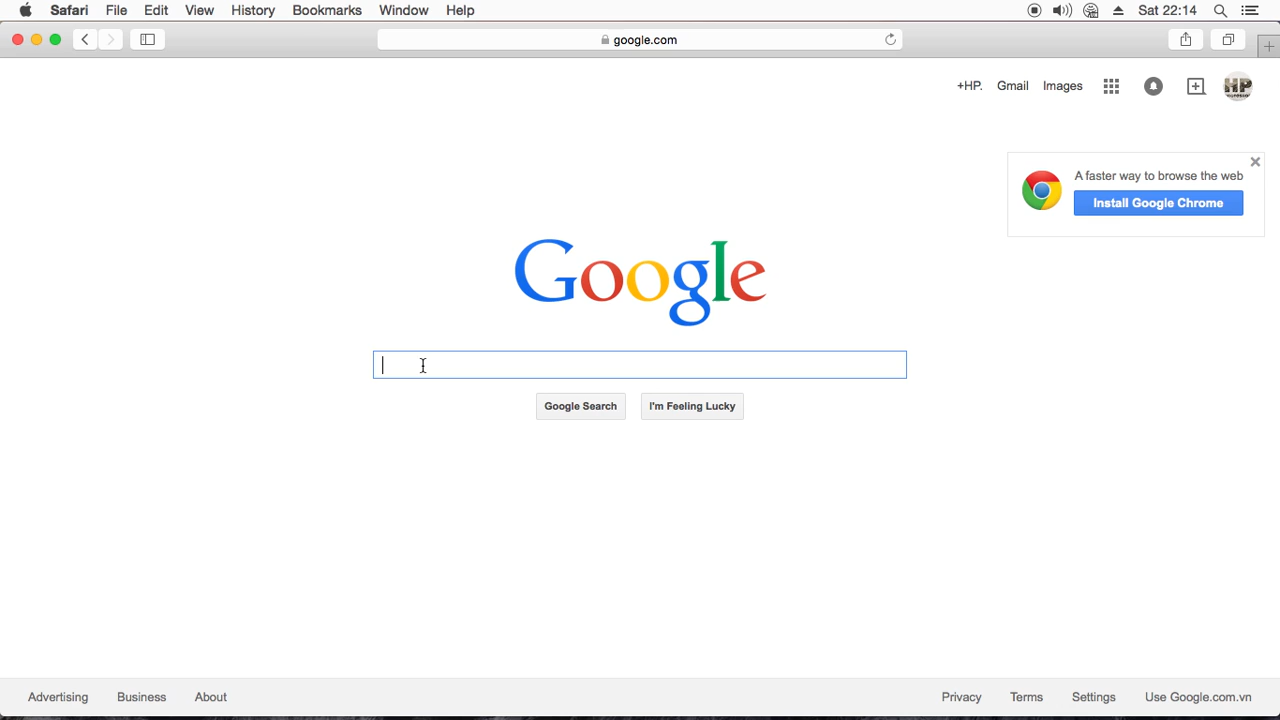 Safari File Edit View History Bookmarks Window Help Sat 22:14
google.com
+HP. Gmail Images HP
A faster way to browse the web
Install Google Chrome
Google
Google Search I'm Feeling Lucky
Advertising Business About Privacy Terms Settings Use Google.com.vn